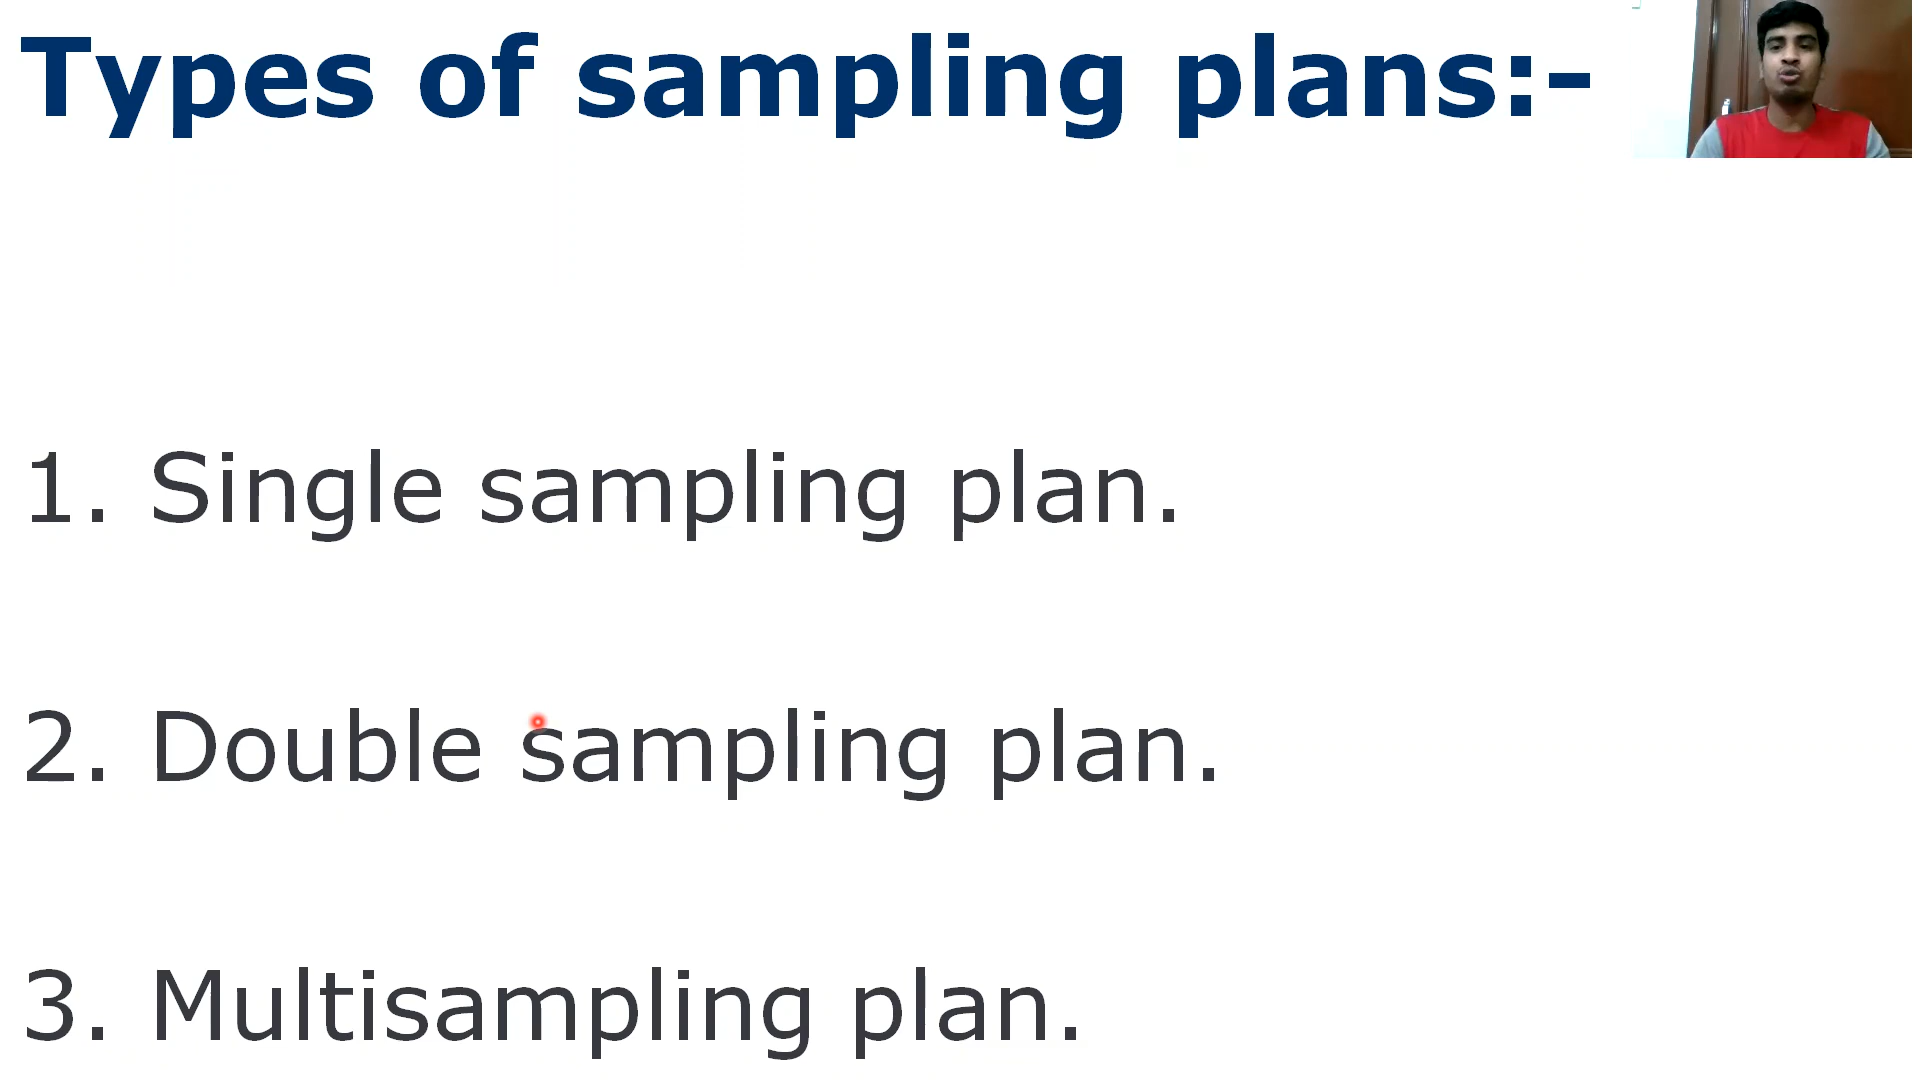 Types of sampling plans:-
1. Single sampling plan.
2. Double sampling plan.
3. Multisampling plan.